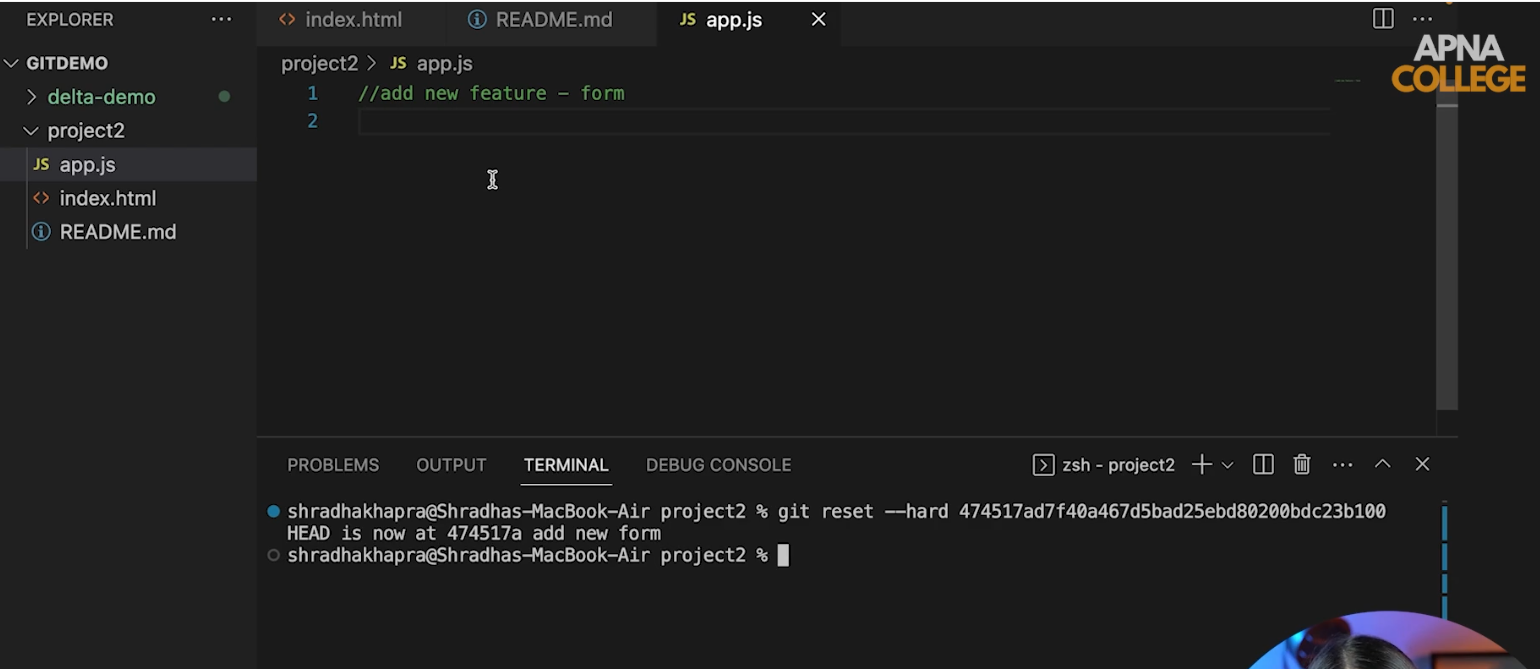 EXPLORER
GITDEMO
delta-demo
project2
JS app.js
index.html
README.md
index.html README.md JS app.js
APNA
COLLEGE
project2 > JS app.js
1 //add new feature - form
2
PROBLEMS OUTPUT TERMINAL DEBUG CONSOLE zsh - project2
shradhakhapra@Shradhas-MacBook-Air project2 % git reset --hard 474517ad7f40a467d5bad25ebd80200bdc23b100
HEAD is now at 474517a add new form
shradhakhapra@Shradhas-MacBook-Air project2 %